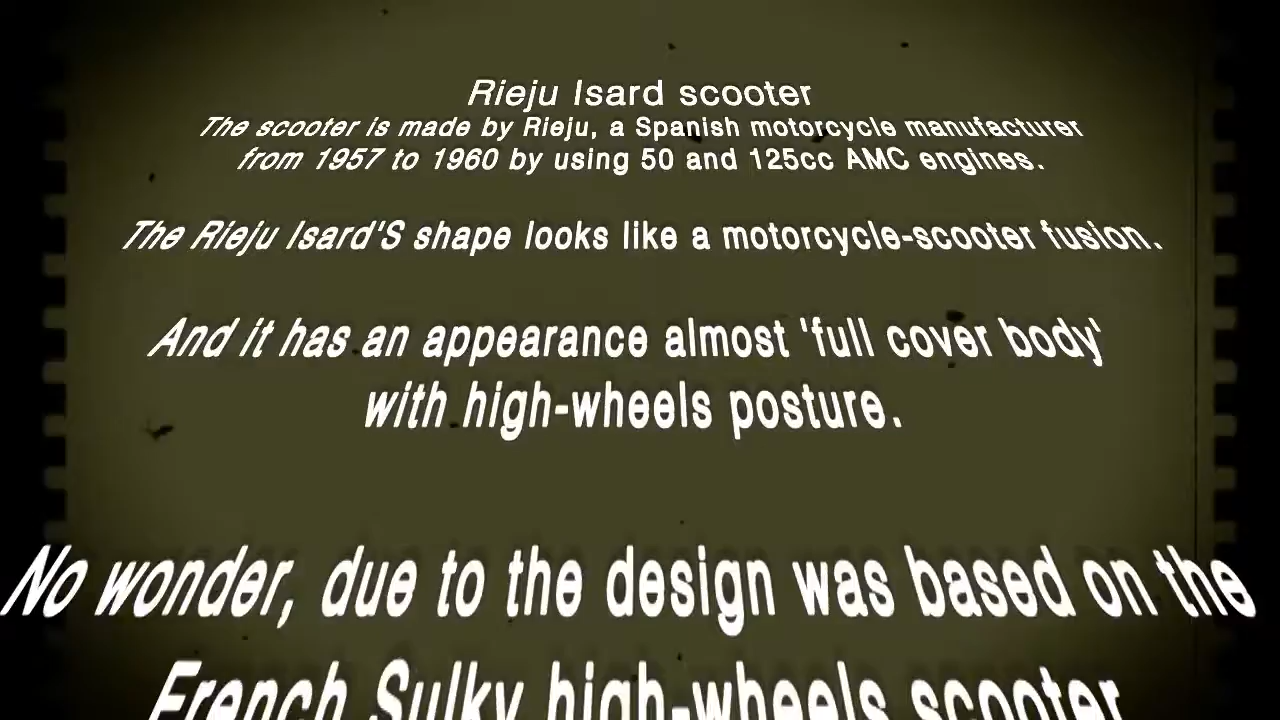 Rieju Isard scooter
The scooter is made by Rieju, a Spanish motorcycle manufacturer
from 1957 to 1960 by using 50 and 125cc AMC engines.
The Rieju Isard'S shape looks like a motorcycle-scooter fusion.
And it has an appearance almost 'full cover body'
with high-wheels posture.
No wonder, due to the design was based on the
French Sulky high-wheels scooter